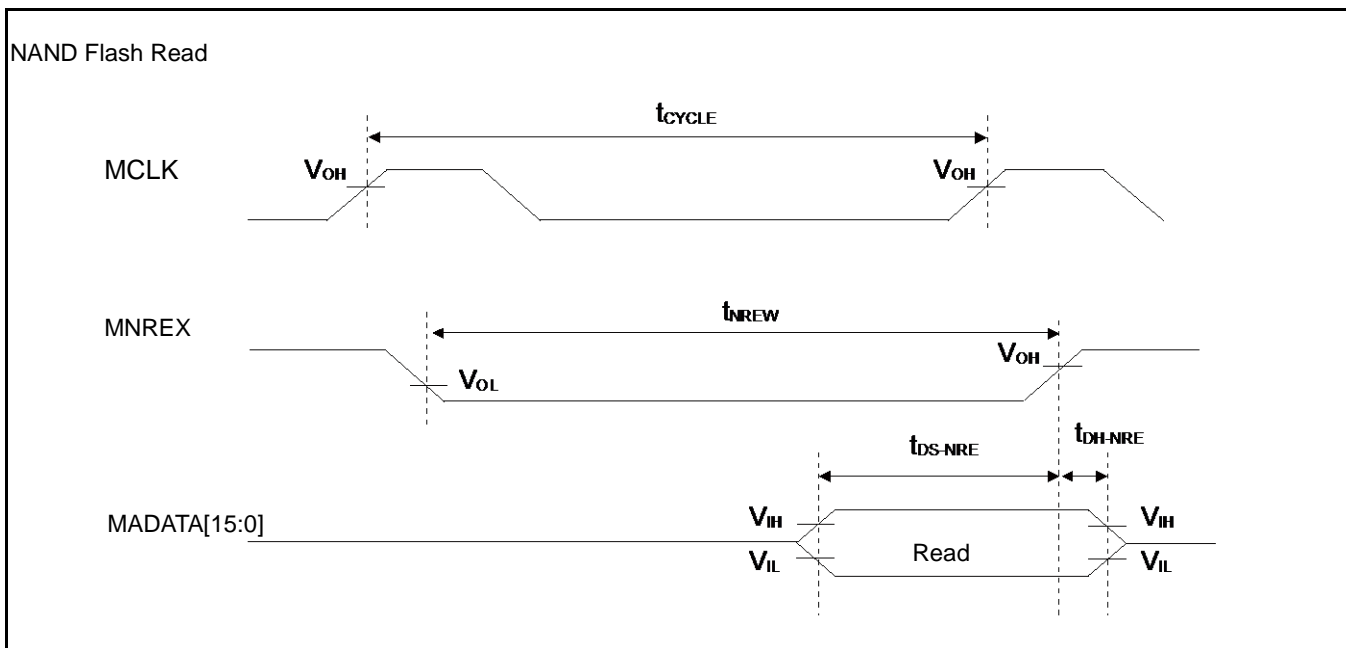 NAND Flash Read
tCYCLE
MCLK
VOH
VOH
tNREW
MNREX
VOH
VOL
tDS-NRE
tDH-NRE
MADATA[15:0]
VIH
VIH
Read
VIL
VIL